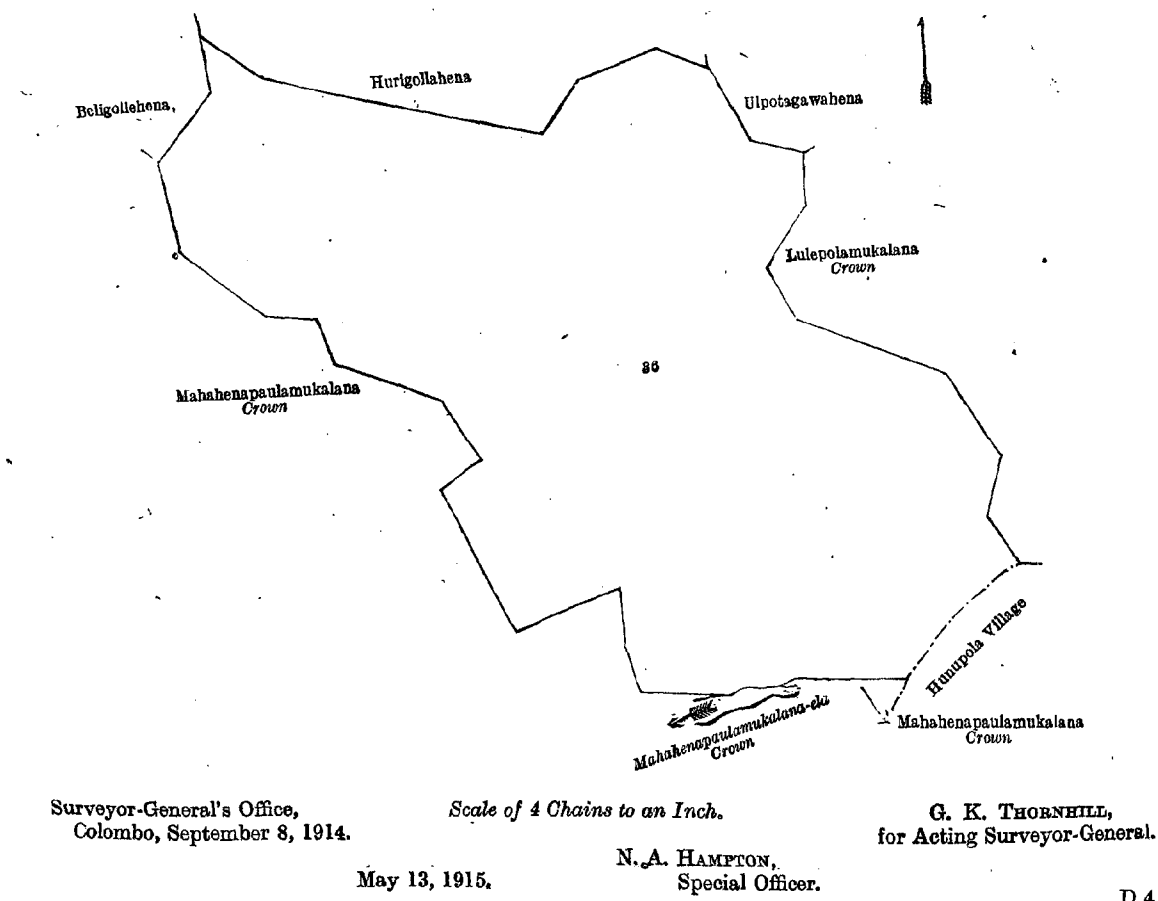 Hurigollahena
Beligollehena,
Ulpotagawahena
Lulepolamukalana
Crown
36
Mahahenapaulamukalana
Crown
Hunupola Village
Mahahenapaulamukalana-ela
Crown
Mahahenapaulamukalana
Crown
Surveyor-General's Office,
Colombo, September 8, 1914.
Scale of 4 Chains to an Inch.
G. K. THORNHILL,
for Acting Surveyor-General.
N. A. HAMPTON,
Special Officer.
May 13, 1915.
D 4